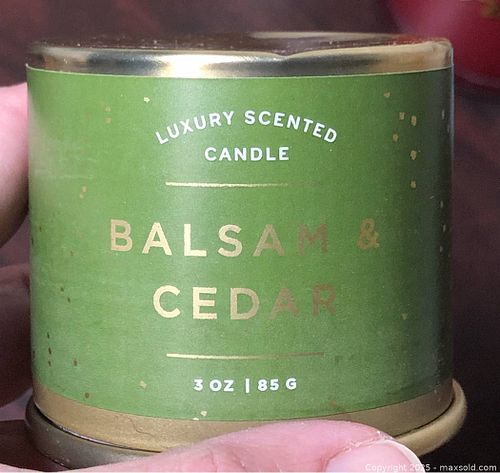 LUXURY SCENTED
CANDLE
BALSAM &
CEDAR
3 OZ | 85 G
Copyright 2025 - maxsold.com